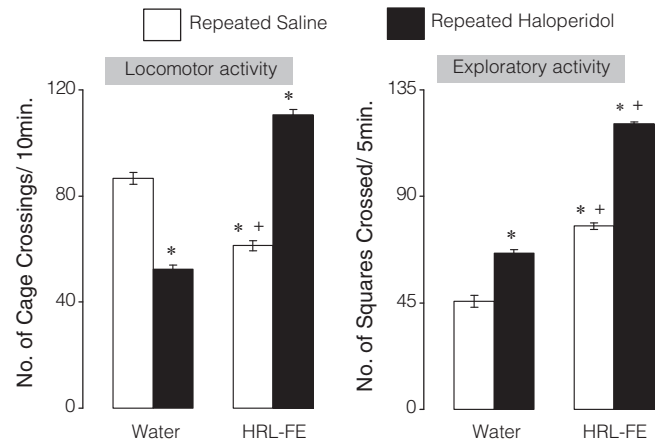 Repeated Saline
Repeated Haloperidol
Locomotor activity
No. of Cage Crossings/ 10min.
120
80
40
0
*
*
* +
*
Water
HRL-FE
Exploratory activity
No. of Squares Crossed/ 5min.
135
90
45
0
*
* +
* +
Water
HRL-FE